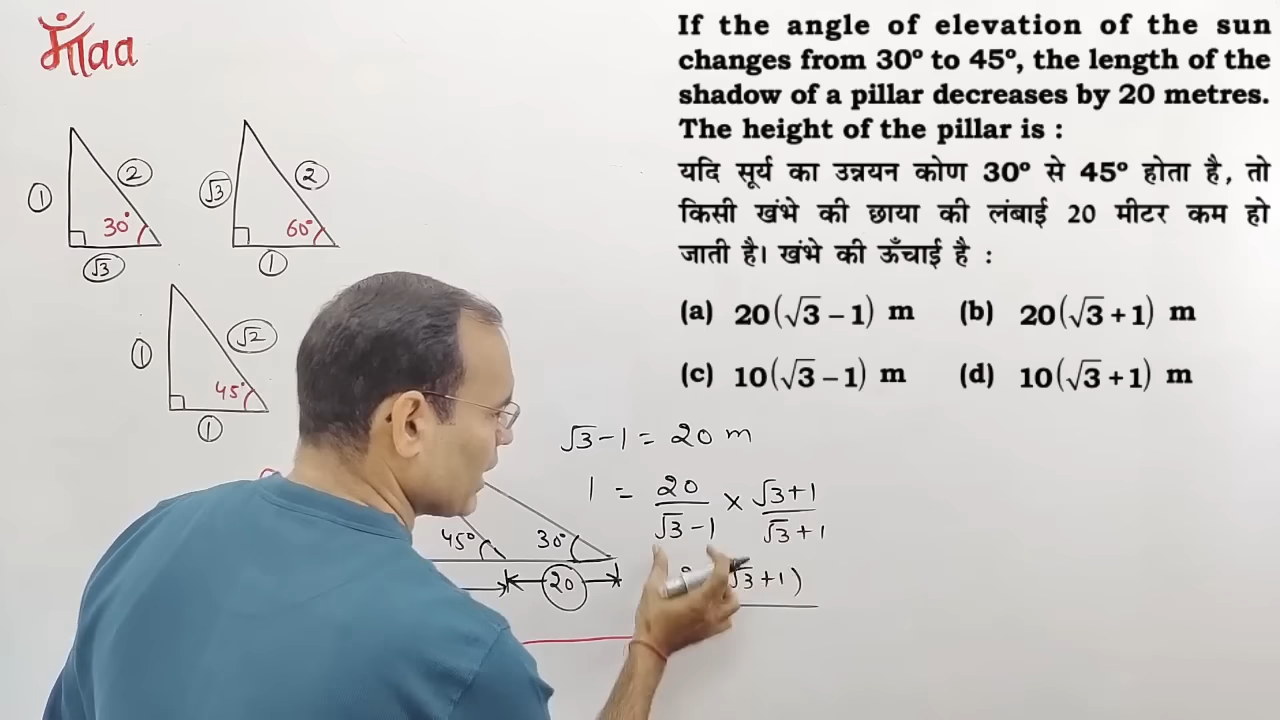 माँaa
If the angle of elevation of the sun
changes from 30° to 45°, the length of the
shadow of a pillar decreases by 20 metres.
The height of the pillar is :
यदि सूर्य का उन्नयन कोण 30° से 45° होता है, तो
किसी खंभे की छाया की लंबाई 20 मीटर कम हो
जाती है। खंभे की ऊँचाई है :
(a) 20(√3 – 1) m (b) 20(√3 + 1) m
(c) 10(√3 – 1) m (d) 10(√3 + 1) m
1 2 30° √3
√3 2 60° 1
1 √2 45° 1
√3 - 1 = 20 m
1 = 20/(√3 - 1) × (√3 + 1)/(√3 + 1)
√3 + 1)
45° 30°
20